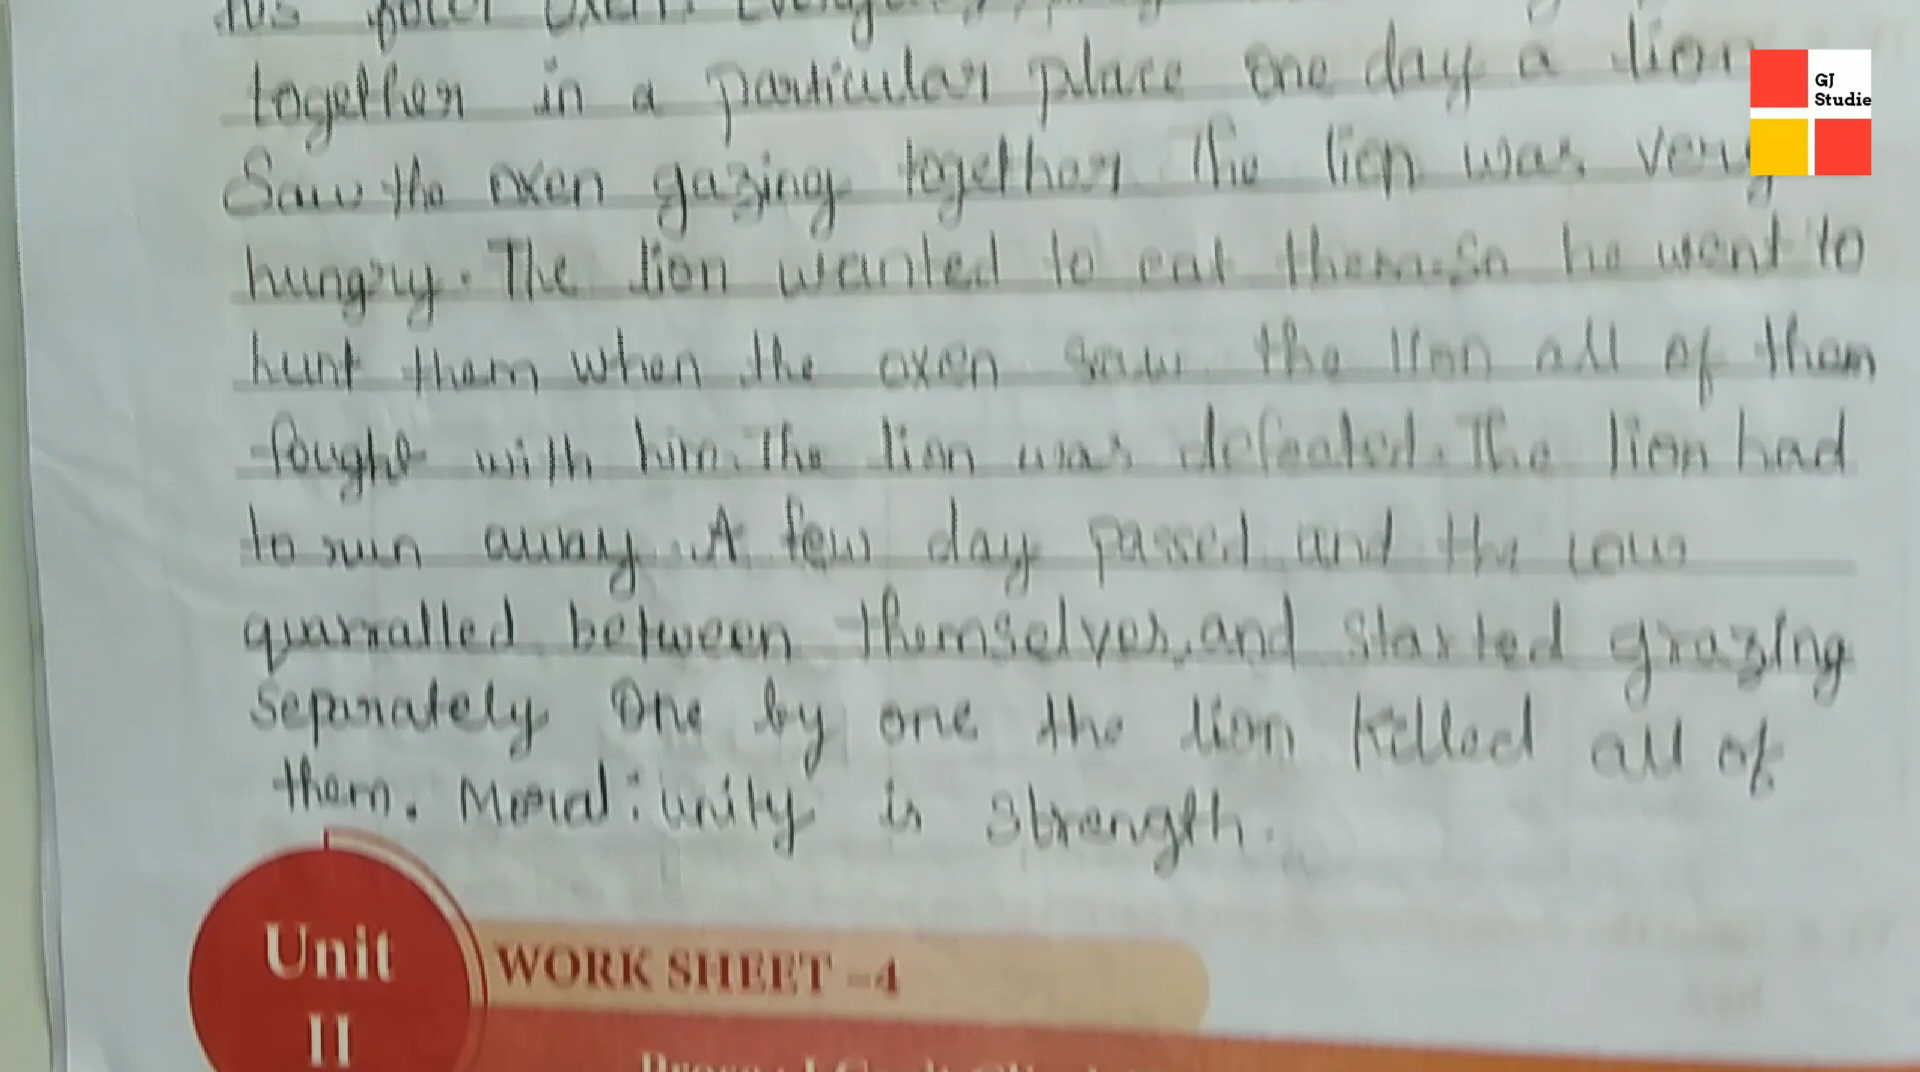 together in a particular place one day a lion
GJ
Studie
Saw the oxen gazing together. The lion was very
hungry. The lion wanted to eat them.so he went to
hunt them when the oxen saw the lion all of them
fought with him.The lion was defeated. The lion had
to run away. A few day passed and the cow
quarralled between themselves,and started grazing
separately One by one the lion killed all of
them. Moral: unity is strength.
Unit
II
WORK SHEET -4